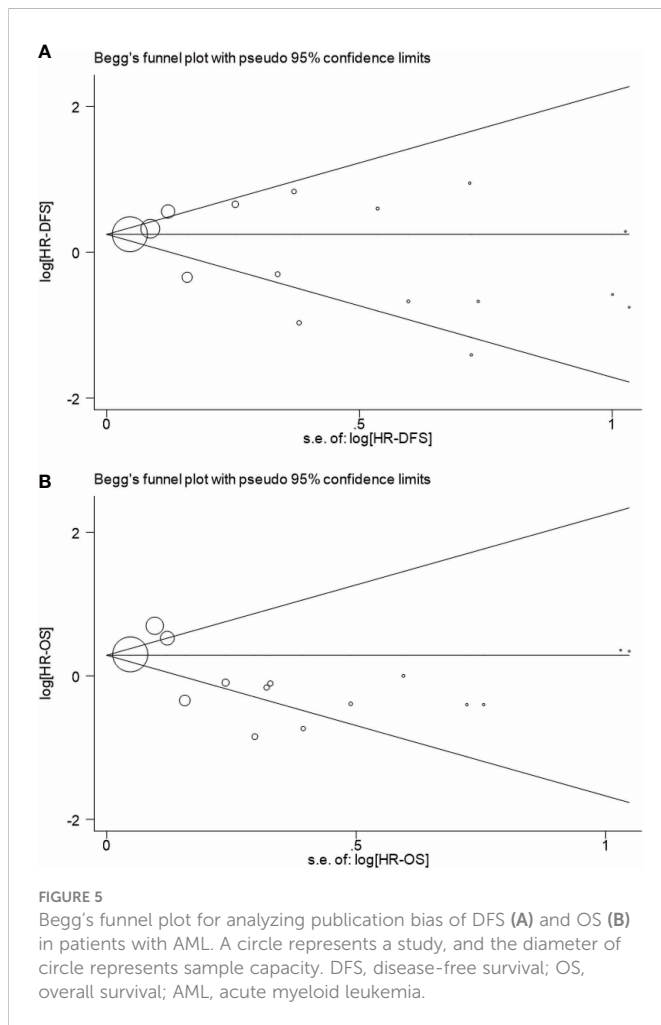 A
Begg's funnel plot with pseudo 95% confidence limits
2
log[HR-DFS]
0
-2
0
.5
1
s.e. of: log[HR-DFS]
B
Begg's funnel plot with pseudo 95% confidence limits
2
log[HR-OS]
0
-2
0
.5
1
s.e. of: log[HR-OS]
FIGURE 5
Begg's funnel plot for analyzing publication bias of DFS (A) and OS (B)
in patients with AML. A circle represents a study, and the diameter of
circle represents sample capacity. DFS, disease-free survival; OS,
overall survival; AML, acute myeloid leukemia.